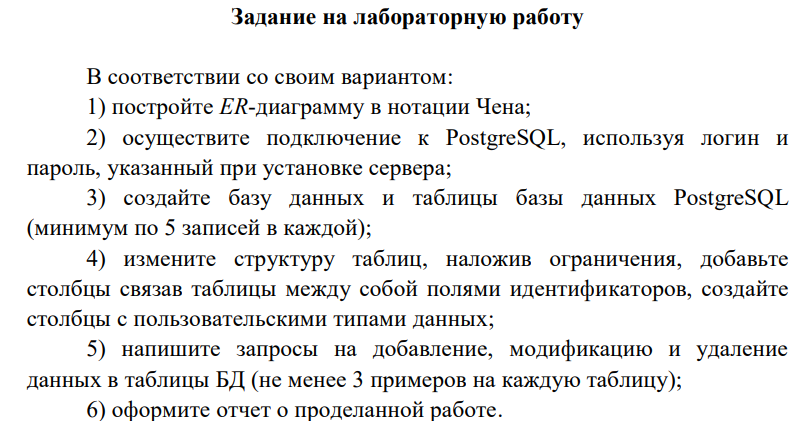 Задание на лабораторную работу
В соответствии со своим вариантом:
1) постройте ER-диаграмму в нотации Чена;
2) осуществите подключение к PostgreSQL, используя логин и
пароль, указанный при установке сервера;
3) создайте базу данных и таблицы базы данных PostgreSQL
(минимум по 5 записей в каждой);
4) измените структуру таблиц, наложив ограничения, добавьте
столбцы связав таблицы между собой полями идентификаторов, создайте
столбцы с пользовательскими типами данных;
5) напишите запросы на добавление, модификацию и удаление
данных в таблицы БД (не менее 3 примеров на каждую таблицу);
6) оформите отчет о проделанной работе.